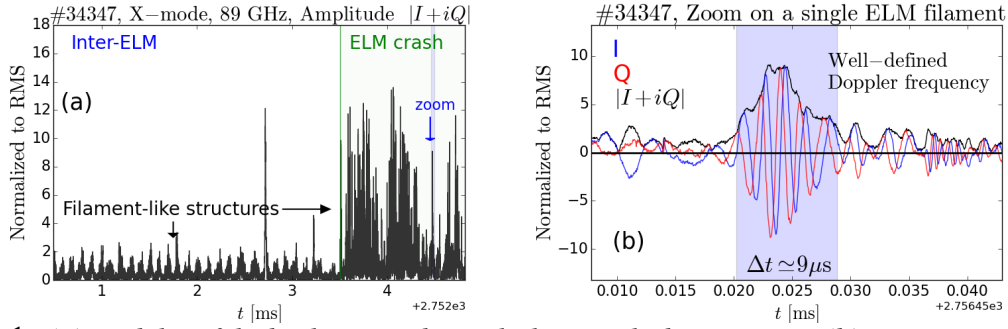 #34347, X−mode, 89 GHz, Amplitude |I+iQ|
Normalized to RMS
18
16
14
12
10
8
6
4
2
0
Inter-ELM
ELM crash
(a)
zoom
Filament-like structures
1
2
3
4
+2.752e3
t [ms]
#34347, Zoom on a single ELM filament
Normalized to RMS
10
5
0
−5
−10
I
Q
|I+iQ|
Well−defined
Doppler frequency
(b)
Δt ≃9μs
0.010
0.015
0.020
0.025
0.030
0.035
0.040
+2.75645e3
t [ms]